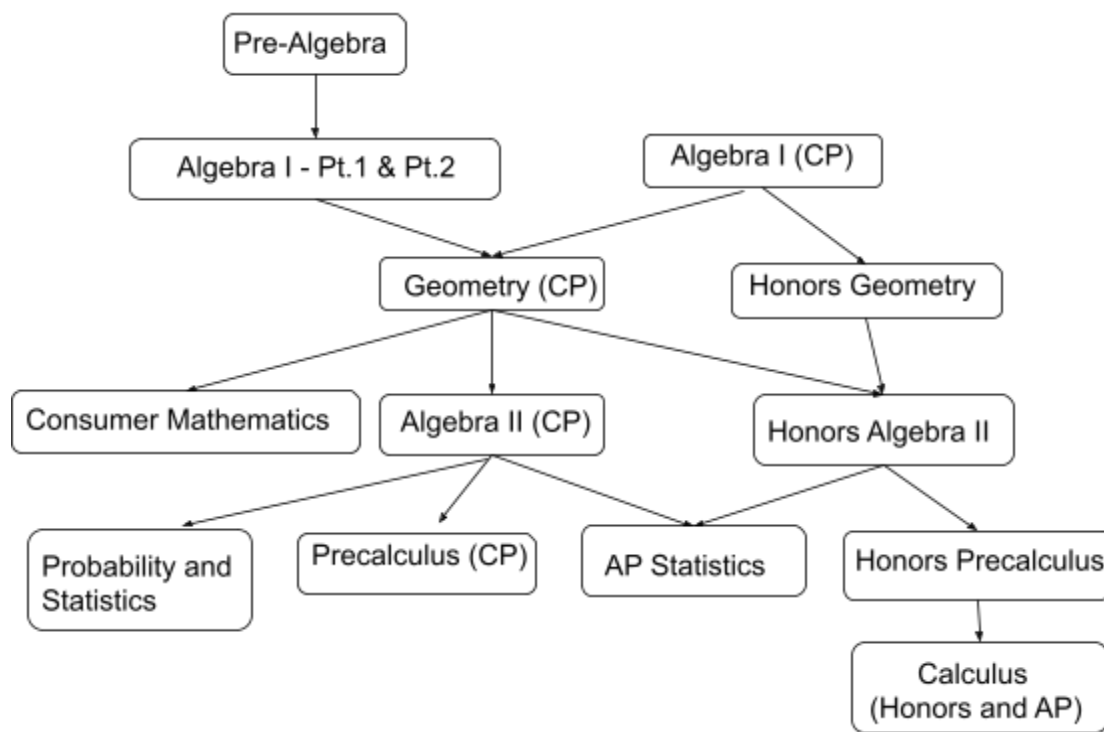 Pre-Algebra
Algebra I - Pt.1 & Pt.2
Algebra I (CP)
Geometry (CP)
Honors Geometry
Consumer Mathematics
Algebra II (CP)
Honors Algebra II
Probability and
Statistics
Precalculus (CP)
AP Statistics
Honors Precalculus
Calculus
(Honors and AP)